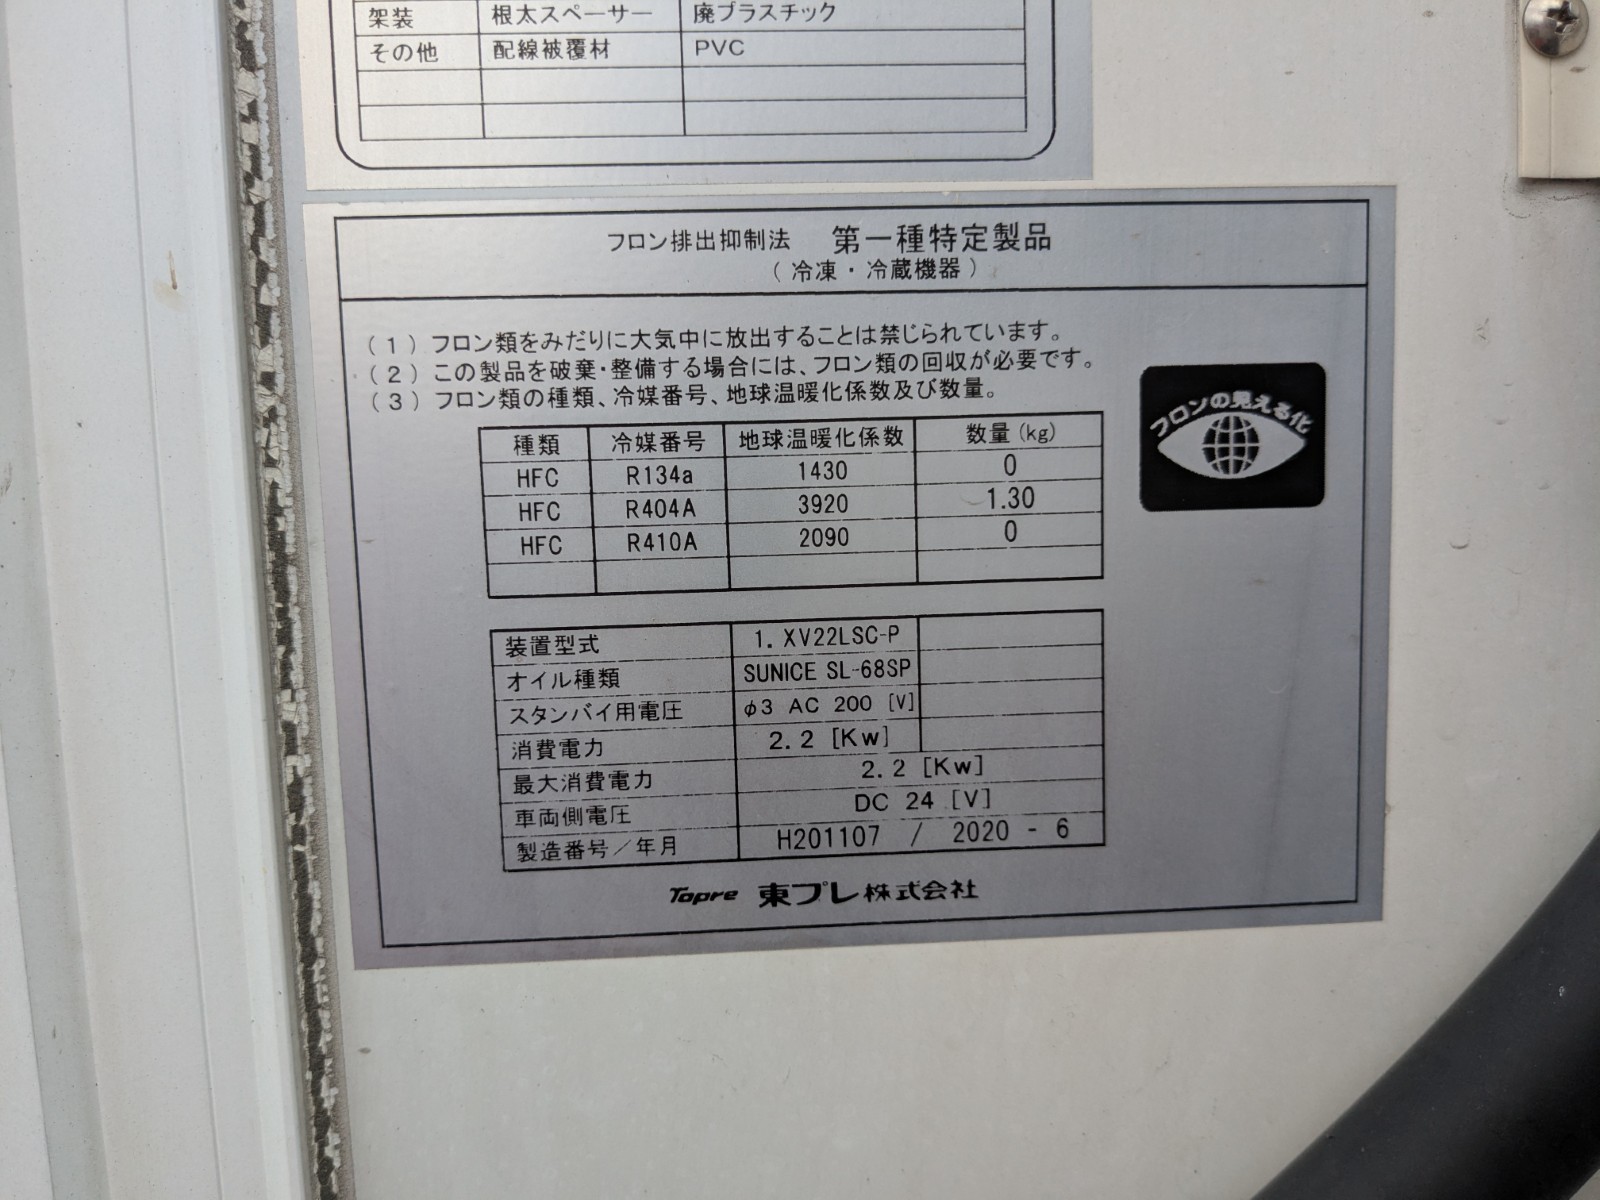 架装 根太スペーサー 廃プラスチック
その他 配線被覆材 PVC
フロン排出抑制法 第一種特定製品
(冷凍・冷蔵機器)
(1) フロン類をみだりに大気中に放出することは禁じられています。
(2) この製品を破棄・整備する場合には、フロン類の回収が必要です。
(3) フロン類の種類、冷媒番号、地球温暖化係数及び数量。
フロンの見える化
種類 冷媒番号 地球温暖化係数 数量(kg)
HFC R134a 1430 0
HFC R404A 3920 1.30
HFC R410A 2090 0
装置型式 1. XV22LSC-P
オイル種類 SUNICE SL-68SP
スタンバイ用電圧 φ3 AC 200 [V]
消費電力 2.2 [Kw]
最大消費電力 2.2 [Kw]
車両側電圧 DC 24 [V]
製造番号/年月 H201107 / 2020 - 6
Topre 東プレ株式会社